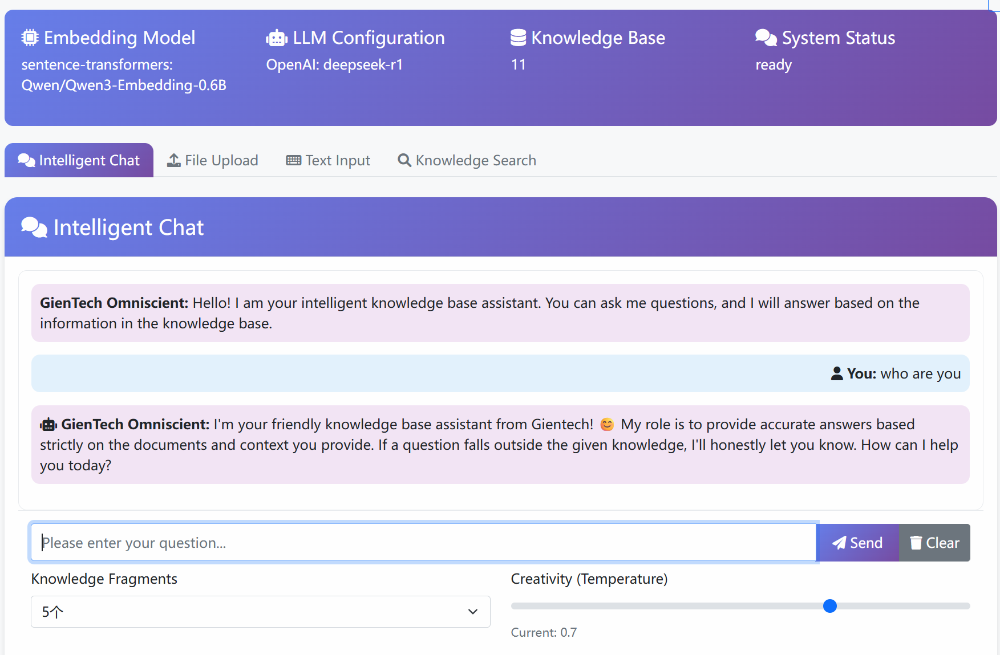 Embedding Model
sentence-transformers:
Qwen/Qwen3-Embedding-0.6B
LLM Configuration
OpenAI: deepseek-r1
Knowledge Base
11
System Status
ready
Intelligent Chat
File Upload
Text Input
Knowledge Search
Intelligent Chat
GienTech Omniscient: Hello! I am your intelligent knowledge base assistant. You can ask me questions, and I will answer based on the
information in the knowledge base.
You: who are you
GienTech Omniscient: I'm your friendly knowledge base assistant from Gientech! 😊 My role is to provide accurate answers based
strictly on the documents and context you provide. If a question falls outside the given knowledge, I'll honestly let you know. How can I help
you today?
Please enter your question...
Send
Clear
Knowledge Fragments
5个
Creativity (Temperature)
Current: 0.7